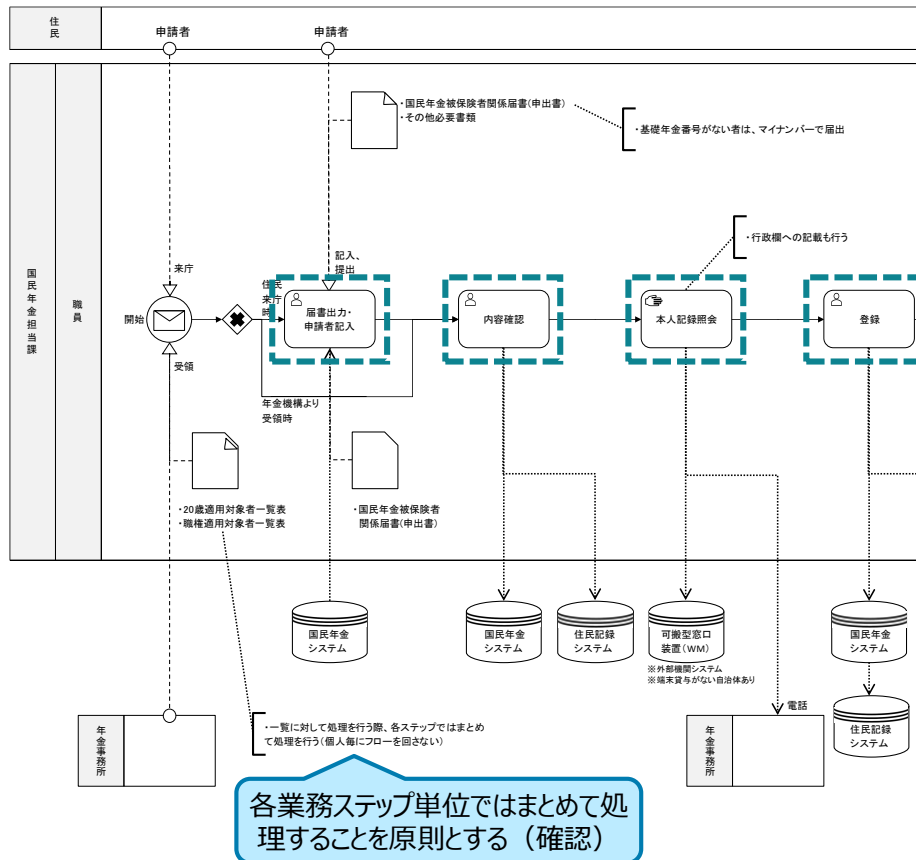 住民
申請者
申請者
・国民年金被保険者関係届書(申出書)
・その他必要書類
・基礎年金番号がない者は、マイナンバーで届出
・行政欄への記載も行う
国民年金担当課
職員
来庁
記入、
提出
住民
来庁
時
開始
届書出力・
申請者記入
内容確認
本人記録照会
登録
受領
年金機構より
受領時
・20歳適用対象者一覧表
・職権適用対象者一覧表
・国民年金被保険者
関係届書(申出書)
国民年金
システム
国民年金
システム
住民記録
システム
可搬型窓口
装置(WM)
※外部機関システム
※端末貸与がない自治体あり
国民年金
システム
電話
年金事務所
・一覧に対して処理を行う際、各ステップではまとめ
て処理を行う(個人毎にフローを回さない)
年金事務所
住民記録
システム
各業務ステップ単位ではまとめて処
理することを原則とする（確認）